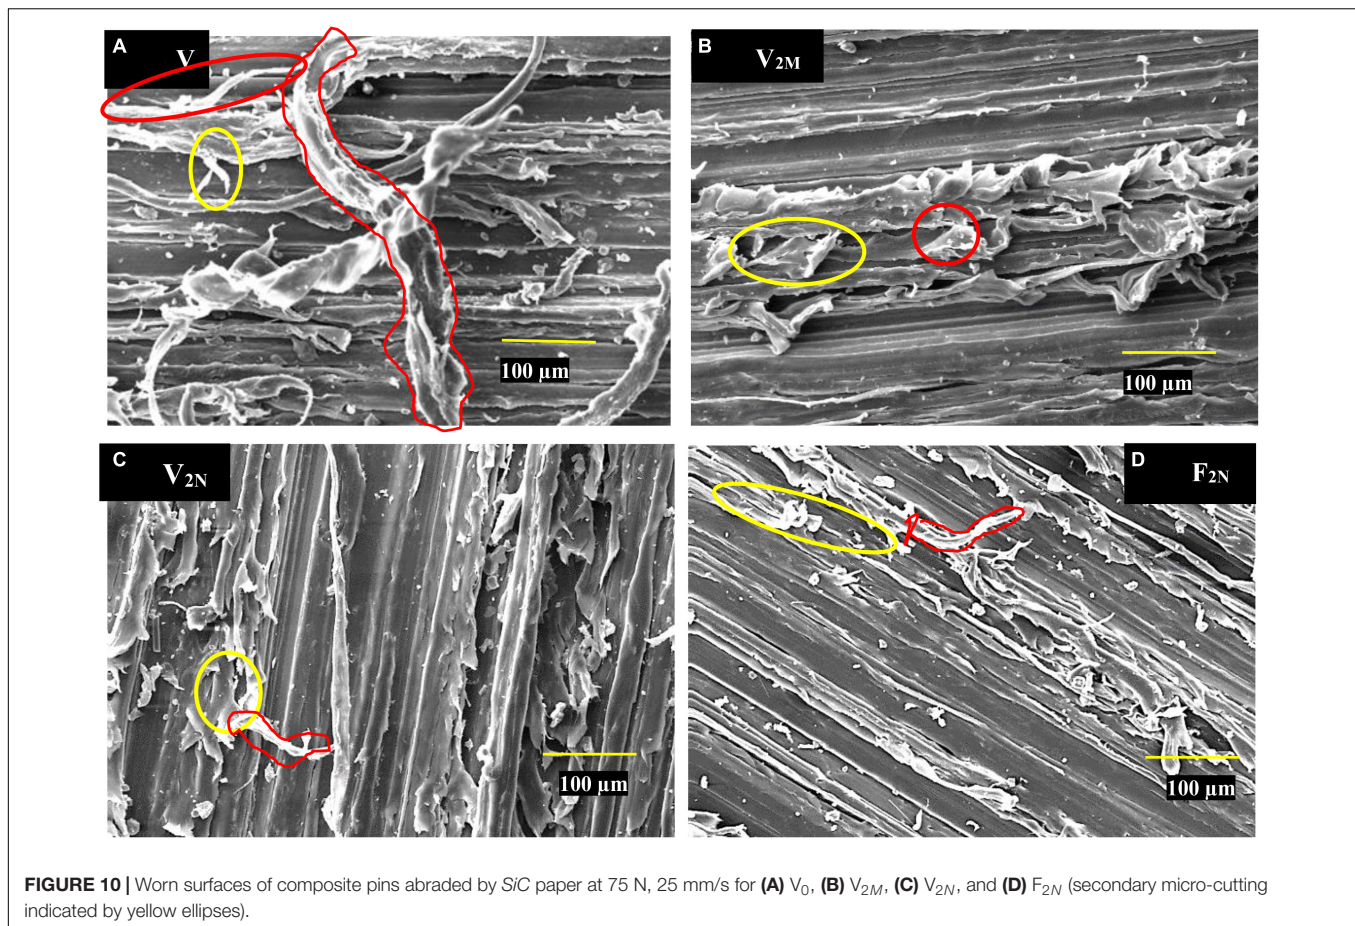 A V
B V2M
100 μm
100 μm
C V2N
D F2N
100 μm
100 μm
FIGURE 10 | Worn surfaces of composite pins abraded by SiC paper at 75 N, 25 mm/s for (A) V0, (B) V2M, (C) V2N, and (D) F2N (secondary micro-cutting
indicated by yellow ellipses).